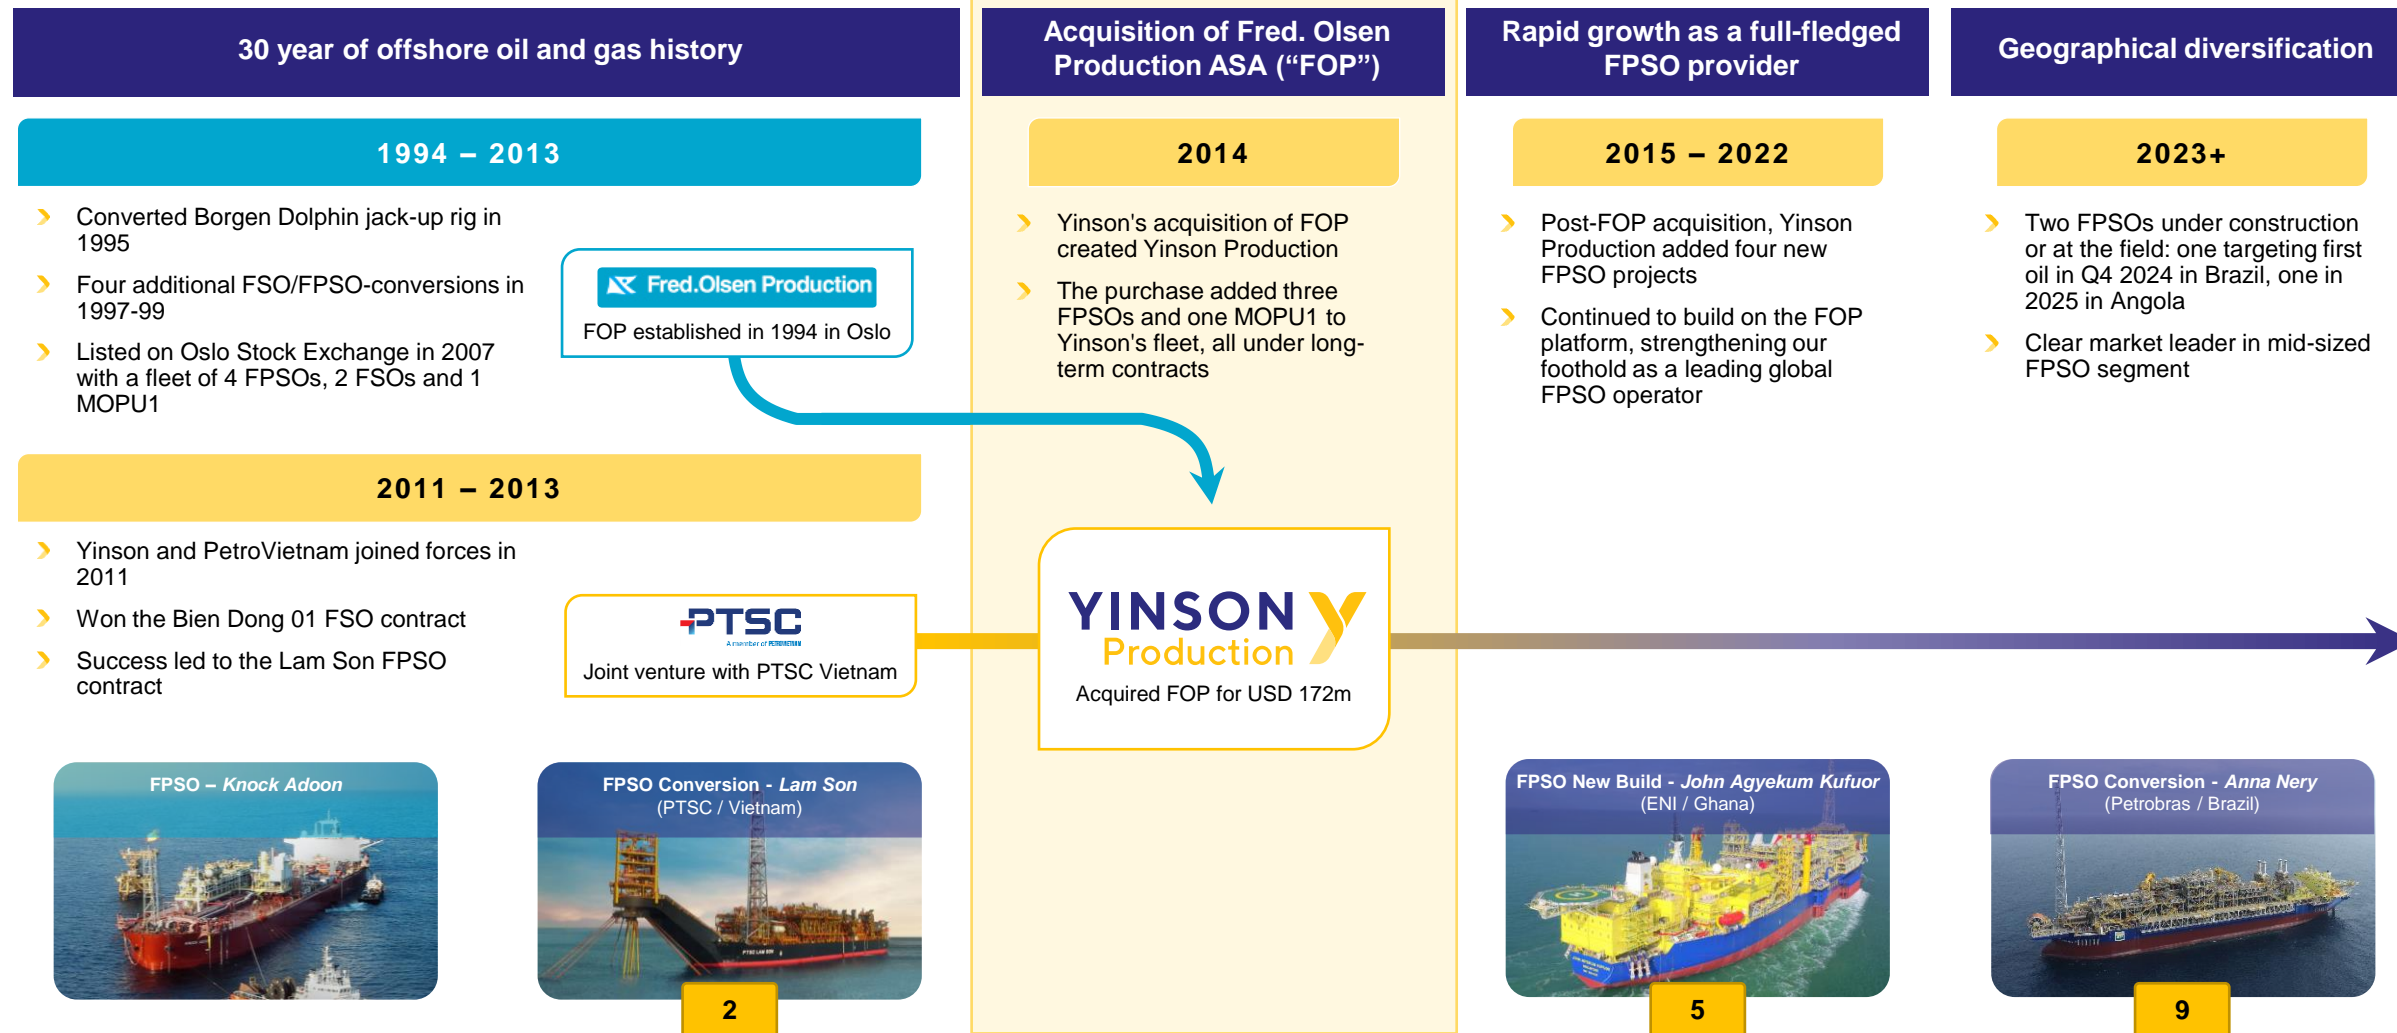 30 year of offshore oil and gas history
1994 – 2013
Converted Borgen Dolphin jack-up rig in
1995
Four additional FSO/FPSO-conversions in
1997-99
Listed on Oslo Stock Exchange in 2007
with a fleet of 4 FPSOs, 2 FSOs and 1
MOPU1
Fred.Olsen Production
FOP established in 1994 in Oslo
2011 – 2013
Yinson and PetroVietnam joined forces in
2011
Won the Bien Dong 01 FSO contract
Success led to the Lam Son FPSO
contract
PTSC
A member of PETROVIETNAM
Joint venture with PTSC Vietnam
Acquisition of Fred. Olsen
Production ASA (“FOP”)
2014
Yinson's acquisition of FOP
created Yinson Production
The purchase added three
FPSOs and one MOPU1 to
Yinson's fleet, all under long-
term contracts
YINSON
Production
Acquired FOP for USD 172m
Rapid growth as a full-fledged
FPSO provider
2015 – 2022
Post-FOP acquisition, Yinson
Production added four new
FPSO projects
Continued to build on the FOP
platform, strengthening our
foothold as a leading global
FPSO operator
Geographical diversification
2023+
Two FPSOs under construction
or at the field: one targeting first
oil in Q4 2024 in Brazil, one in
2025 in Angola
Clear market leader in mid-sized
FPSO segment
FPSO – Knock Adoon
FPSO Conversion - Lam Son
(PTSC / Vietnam)
PTSC LAM SON
2
FPSO New Build - John Agyekum Kufuor
(ENI / Ghana)
5
FPSO Conversion - Anna Nery
(Petrobras / Brazil)
9